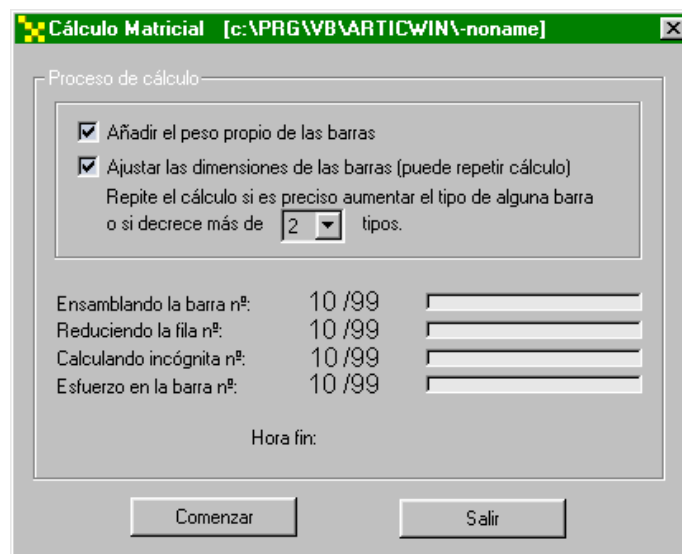 Cálculo Matricial [c:\PRG\VB\ARTICWIN\-noname]
Proceso de cálculo
Añadir el peso propio de las barras
Ajustar las dimensiones de las barras (puede repetir cálculo)
Repite el cálculo si es preciso aumentar el tipo de alguna barra
o si decrece más de 2 tipos.
Ensamblando la barra nº: 10 /99
Reduciendo la fila nº: 10 /99
Calculando incógnita nº: 10 /99
Esfuerzo en la barra nº: 10 /99
Hora fin:
Comenzar Salir